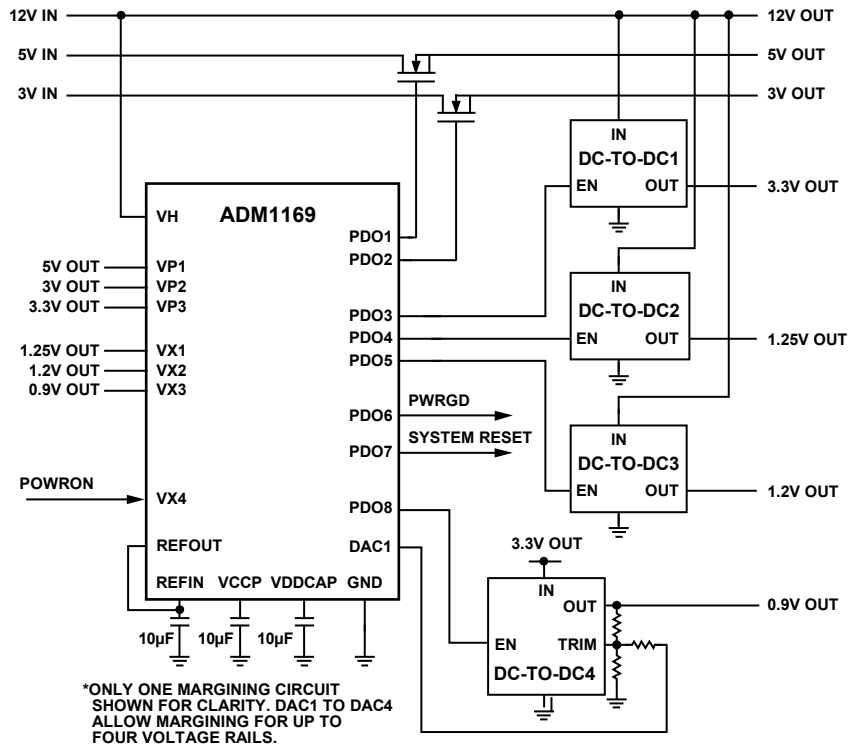 12V IN
12V OUT
5V IN
5V OUT
3V IN
3V OUT
IN
DC-TO-DC1
EN OUT
3.3V OUT
ADM1169
VH
PDO1
PDO2
5V OUT VP1
3V OUT VP2
3.3V OUT VP3
IN
DC-TO-DC2
EN OUT
1.25V OUT
PDO3
PDO4
PDO5
1.25V OUT VX1
1.2V OUT VX2
0.9V OUT VX3
PDO6
PWRGD
PDO7
SYSTEM RESET
IN
DC-TO-DC3
EN OUT
1.2V OUT
POWRON
VX4
PDO8
REFOUT
DAC1
3.3V OUT
REFIN VCCP VDDCAP GND
IN
OUT
0.9V OUT
EN TRIM
DC-TO-DC4
10µF 10µF 10µF
*ONLY ONE MARGINING CIRCUIT
SHOWN FOR CLARITY. DAC1 TO DAC4
ALLOW MARGINING FOR UP TO
FOUR VOLTAGE RAILS.